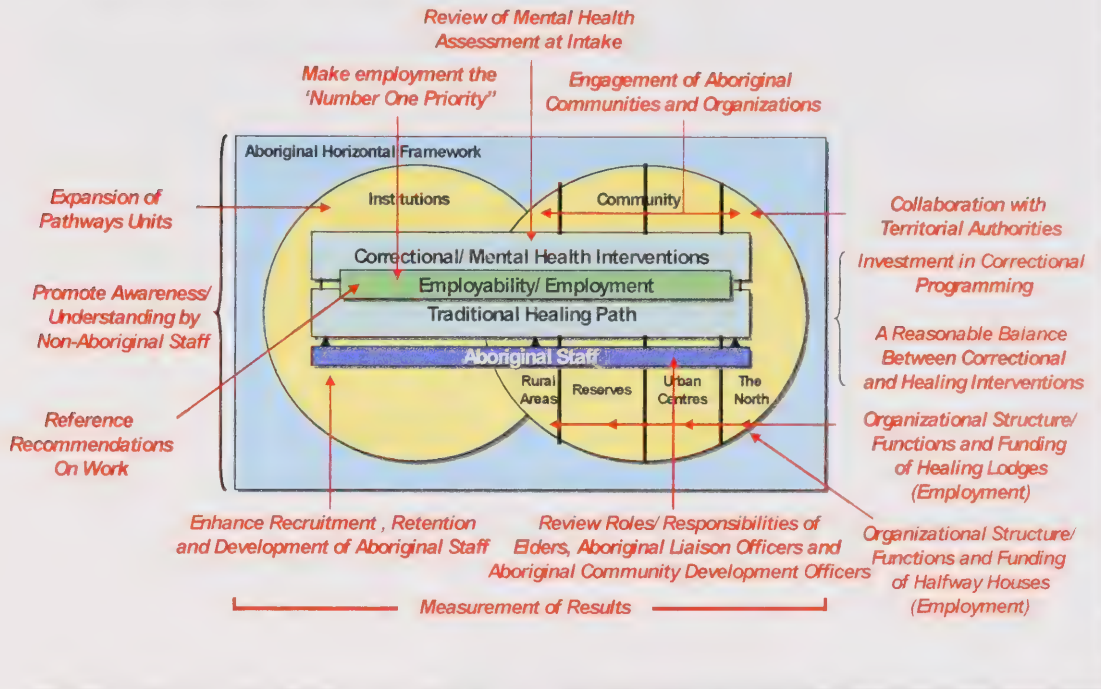 Review of Mental Health
Assessment at Intake
Make employment the
'Number One Priority"
Engagement of Aboriginal
Communities and Organizations
Aboriginal Horizontal Framework
Institutions
Community
Expansion of
Pathways Units
Collaboration with
Territorial Authorities
Correctional/ Mental Health Interventions
Employability/ Employment
Traditional Healing Path
Aboriginal Staff
Investment in Correctional
Programming
Promote Awareness/
Understanding by
Non-Aboriginal Staff
A Reasonable Balance
Between Correctional
and Healing Interventions
Rural
Areas
Reserves
Urban
Centres
The
North
Reference
Recommendations
On Work
Organizational Structure/
Functions and Funding
of Healing Lodges
(Employment)
Enhance Recruitment , Retention
and Development of Aboriginal Staff
Review Roles/ Responsibilities of
Elders, Aboriginal Liaison Officers and
Aboriginal Community Development Officers
Organizational Structure/
Functions and Funding
of Halfway Houses
(Employment)
Measurement of Results